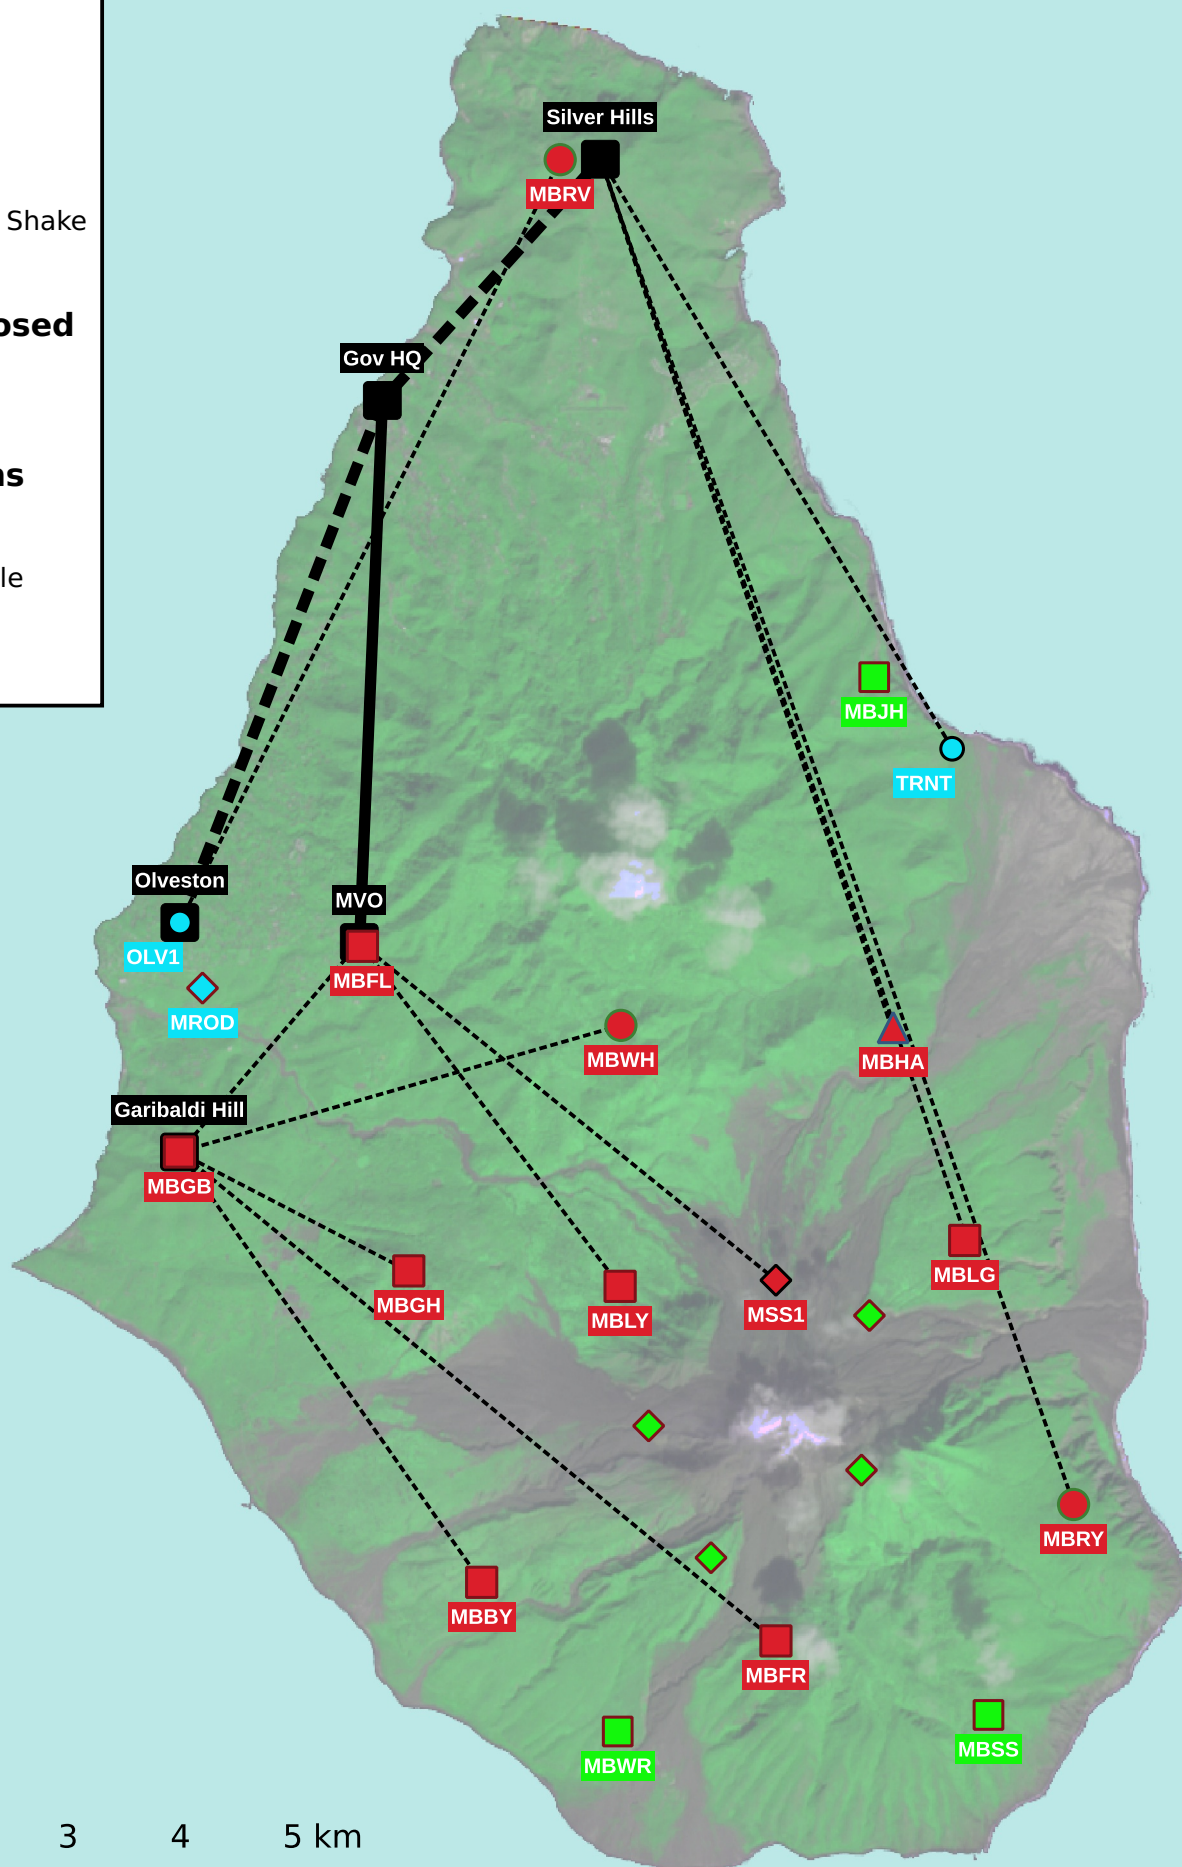 Silver Hills
MBRV
Shake
osed
Gov HQ
ns
le
MBJH
TRNT
Olveston
MVO
OLV1
MBFL
MROD
MBWH
MBHA
Garibaldi Hill
MBGB
MBGH
MBLY
MSS1
MBLG
MBRY
MBBY
MBFR
MBSS
MBWR
3 4 5 km